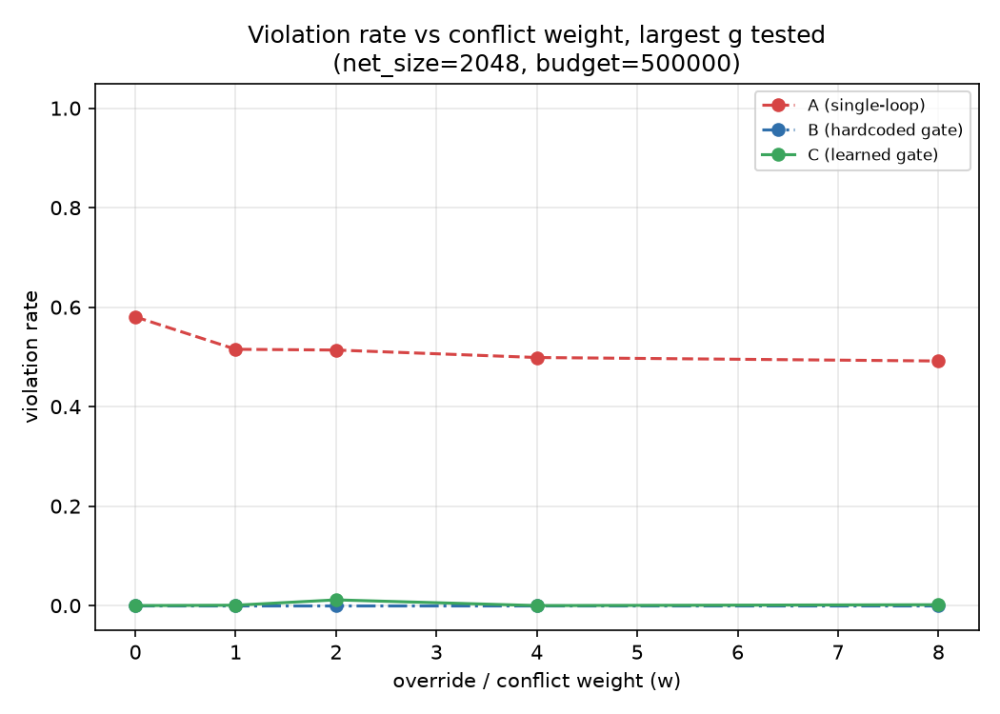 Violation rate vs conflict weight, largest g tested
(net_size=2048, budget=500000)
A (single-loop)
B (hardcoded gate)
C (learned gate)
violation rate
1.0
0.8
0.6
0.4
0.2
0.0
0 1 2 3 4 5 6 7 8
override / conflict weight (w)